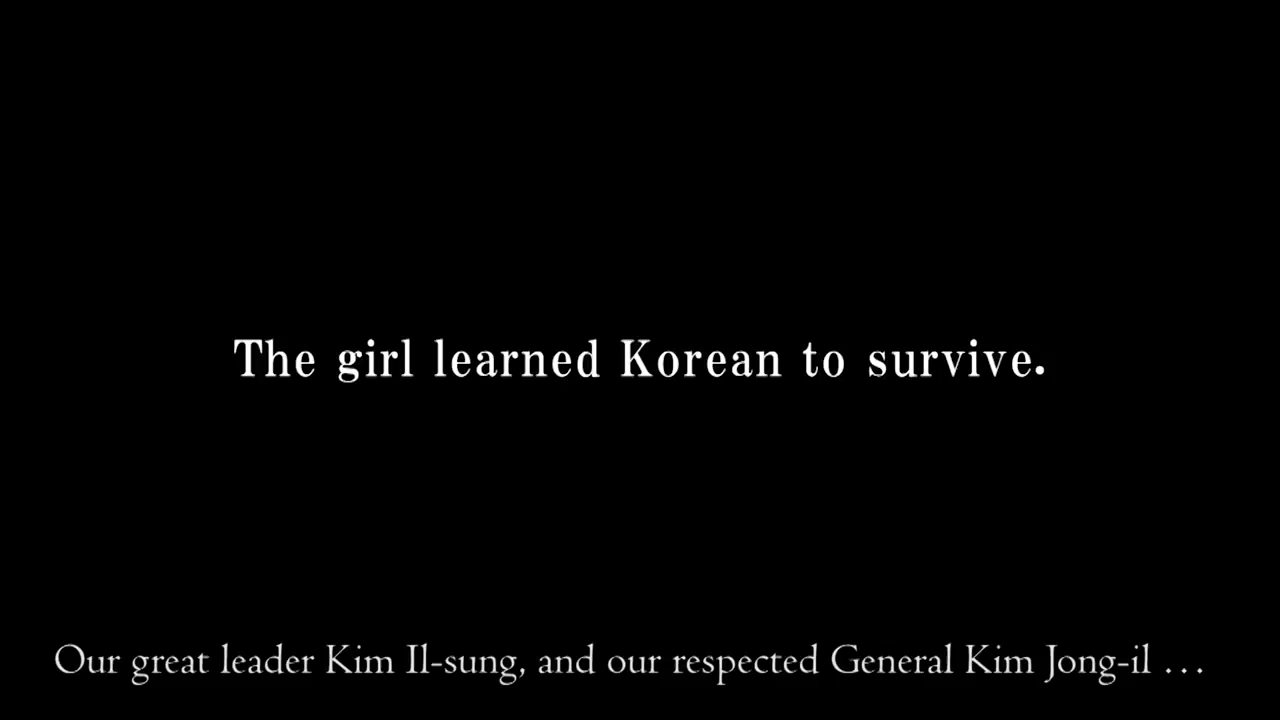 The girl learned Korean to survive.
Our great leader Kim Il-sung, and our respected General Kim Jong-il …